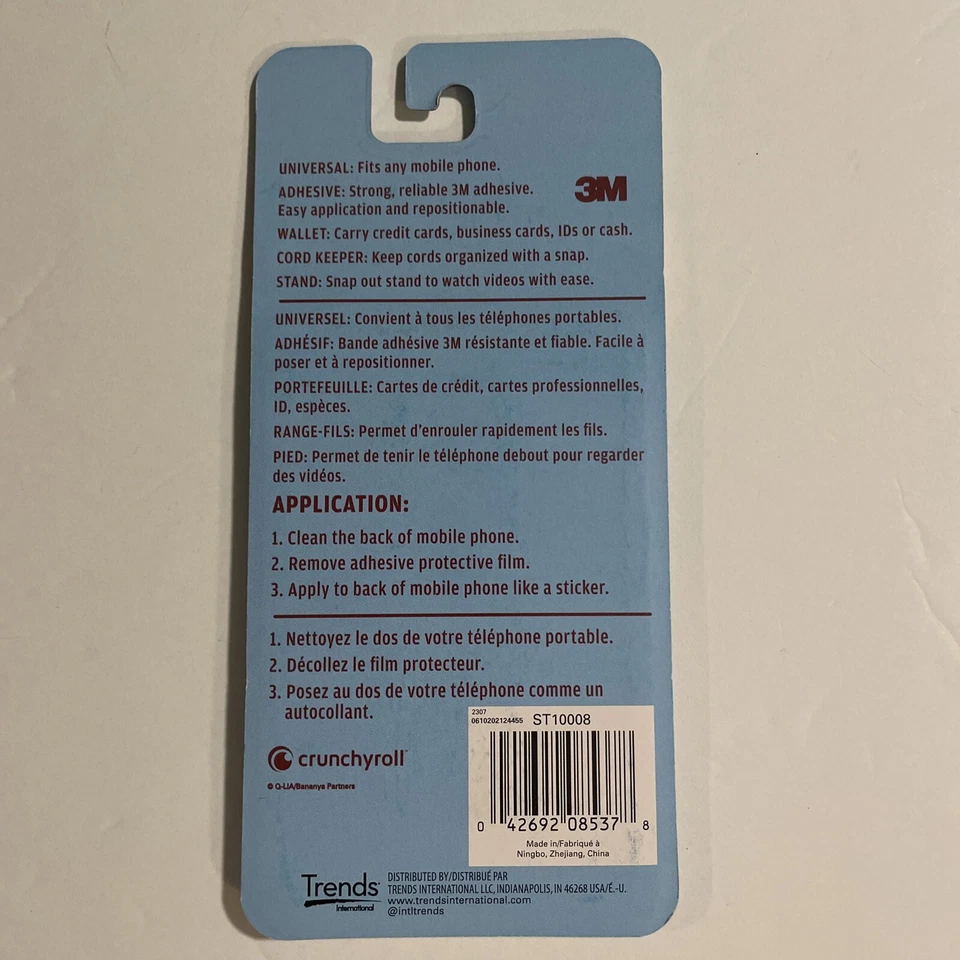 UNIVERSAL: Fits any mobile phone.
ADHESIVE: Strong, reliable 3M adhesive.
Easy application and repositionable.
3M
WALLET: Carry credit cards, business cards, IDs or cash.
CORD KEEPER: Keep cords organized with a snap.
STAND: Snap out stand to watch videos with ease.
UNIVERSEL: Convient à tous les téléphones portables.
ADHÉSIF: Bande adhésive 3M résistante et fiable. Facile à
poser et à repositionner.
PORTEFEUILLE: Cartes de crédit, cartes professionnelles,
ID, espèces.
RANGE-FILS: Permet d'enrouler rapidement les fils.
PIED: Permet de tenir le téléphone debout pour regarder
des vidéos.
APPLICATION:
1. Clean the back of mobile phone.
2. Remove adhesive protective film.
3. Apply to back of mobile phone like a sticker.
1. Nettoyez le dos de votre téléphone portable.
2. Décollez le film protecteur.
3. Posez au dos de votre téléphone comme un
autocollant.
crunchyroll
© Q-LIA/Bananya Partners
2307
0610202124455 ST10008
0 42692 08537 8
Made in/Fabriqué à
Ningbo, Zhejiang, China
Trends
International
DISTRIBUTED BY/DISTRIBUÉ PAR
TRENDS INTERNATIONAL LLC, INDIANAPOLIS, IN 46268 USA/É.-U.
www.trendsinternational.com
@intltrends